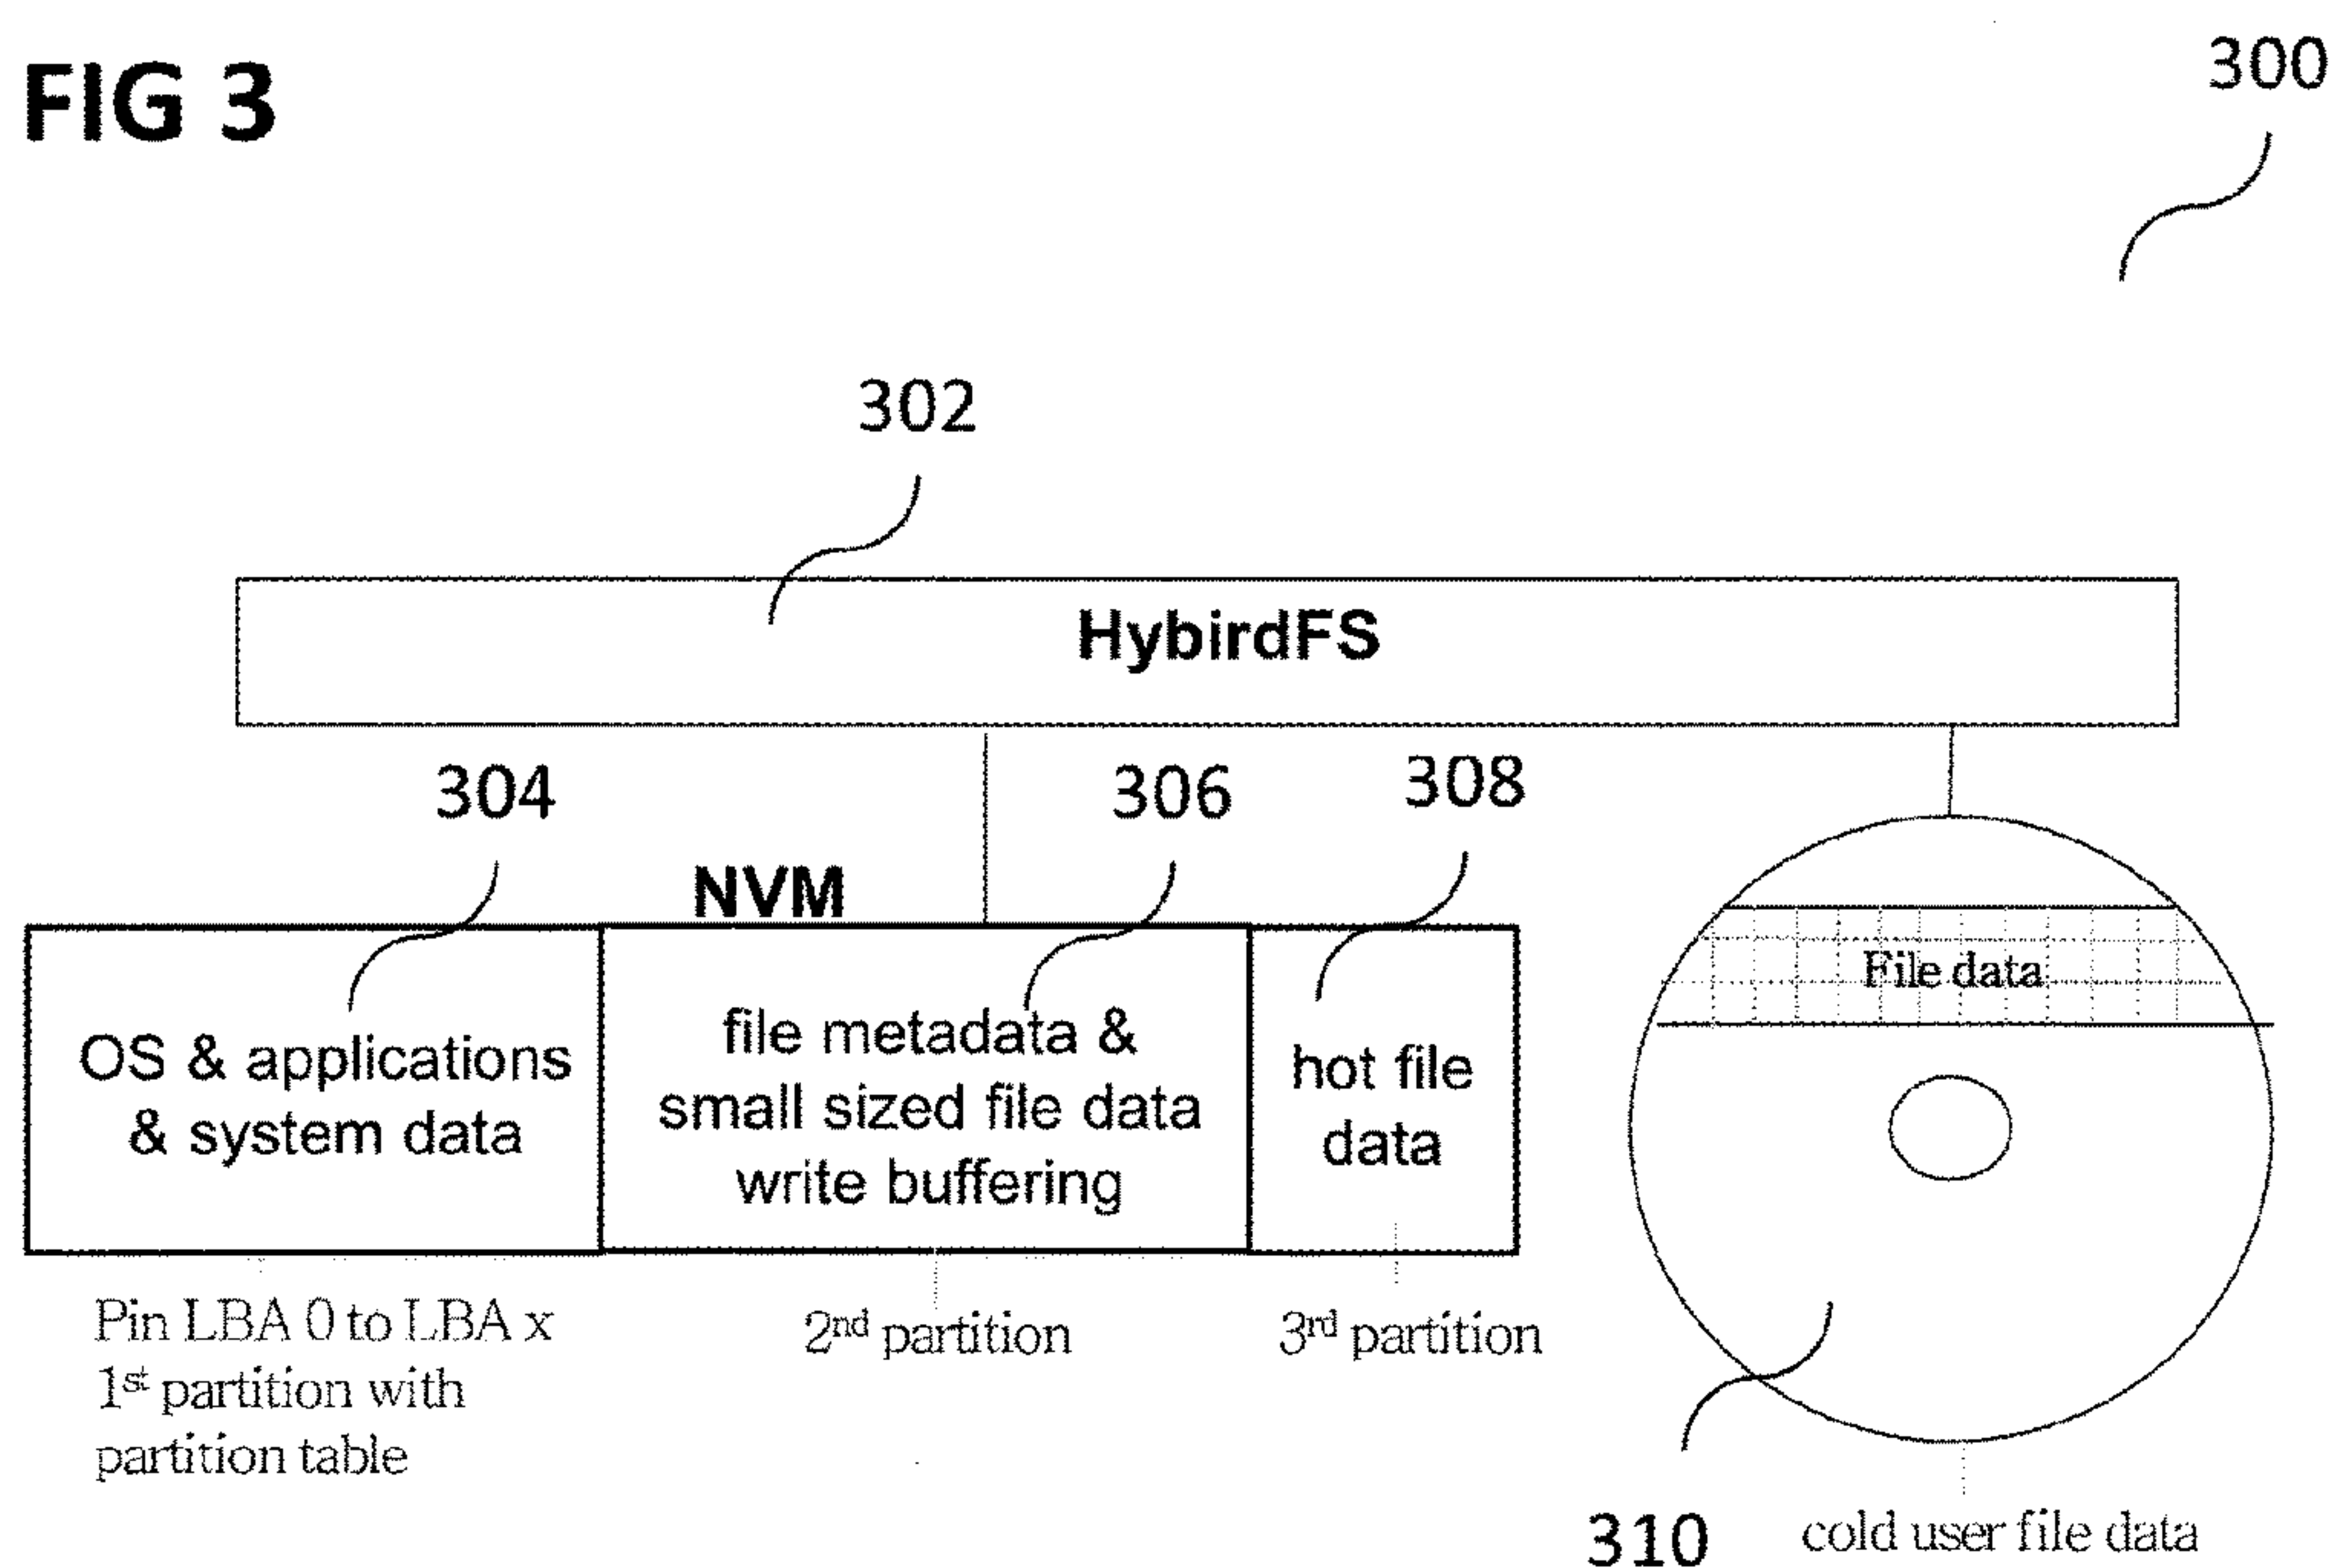 FIG 3
300
302
HybirdFS
304
306
308
NVM
File data
OS & applications
& system data
file metadata &
small sized file data
write buffering
hot file
data
Pin LBA 0 to LBA x
1st partition with
partition table
2nd partition
3rd partition
310
cold user file data